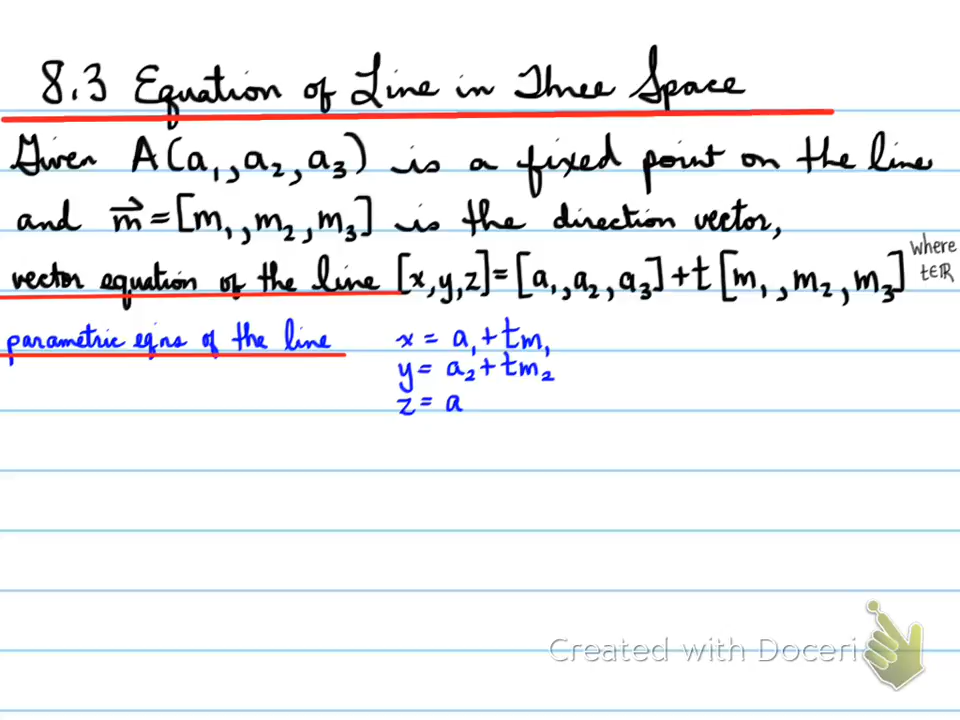 8.3 Equation of Line in Three Space
Given A(a₁, a₂, a₃) is a fixed point on the line
and m⃗ = [m₁, m₂, m₃] is the direction vector,
vector equation of the line [x, y, z] = [a₁, a₂, a₃] + t [m₁, m₂, m₃] where t∈ℝ
parametric eqns of the line x = a₁ + tm₁
y = a₂ + tm₂
z = a
Created with Doceri